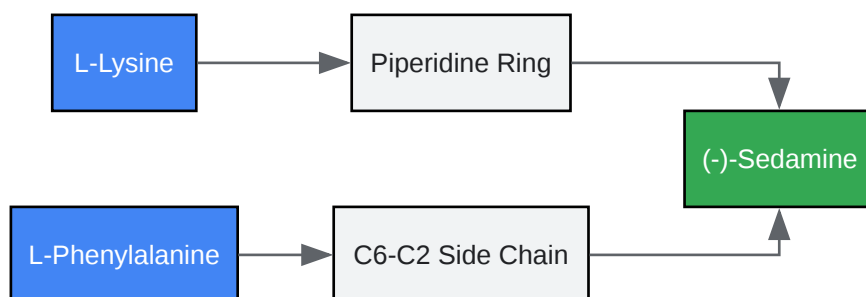 L-Lysine
Piperidine Ring
(-)-Sedamine
L-Phenylalanine
C6-C2 Side Chain